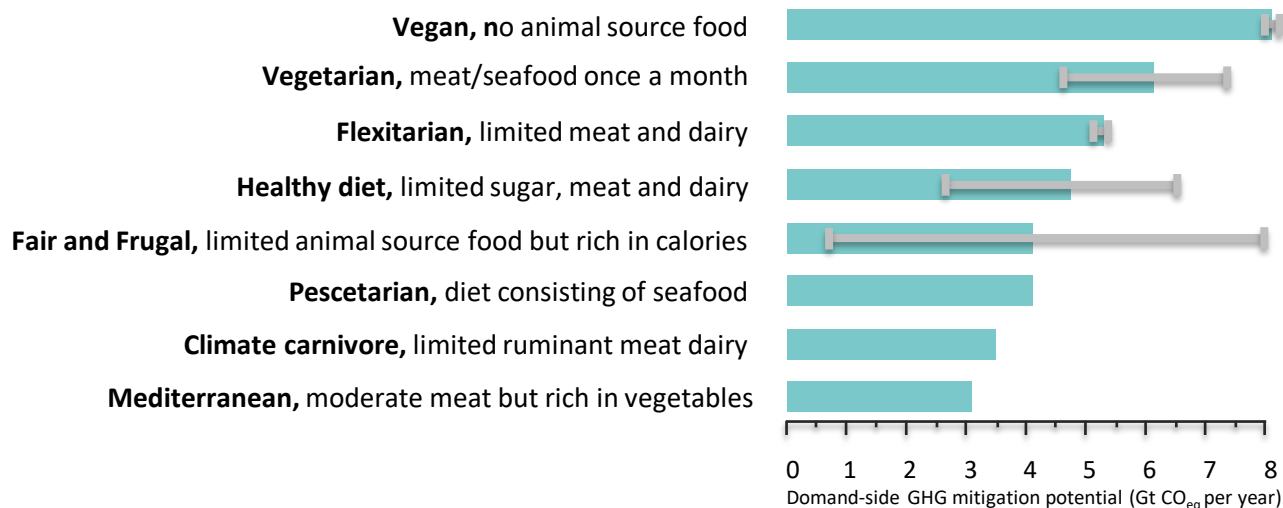 Vegan, no animal source food
Vegetarian, meat/seafood once a month
Flexitarian, limited meat and dairy
Healthy diet, limited sugar, meat and dairy
Fair and Frugal, limited animal source food but rich in calories
Pescetarian, diet consisting of seafood
Climate carnivore, limited ruminant meat dairy
Mediterranean, moderate meat but rich in vegetables
0 1 2 3 4 5 6 7 8
Domand-side GHG mitigation potential (Gt CO eq per year)